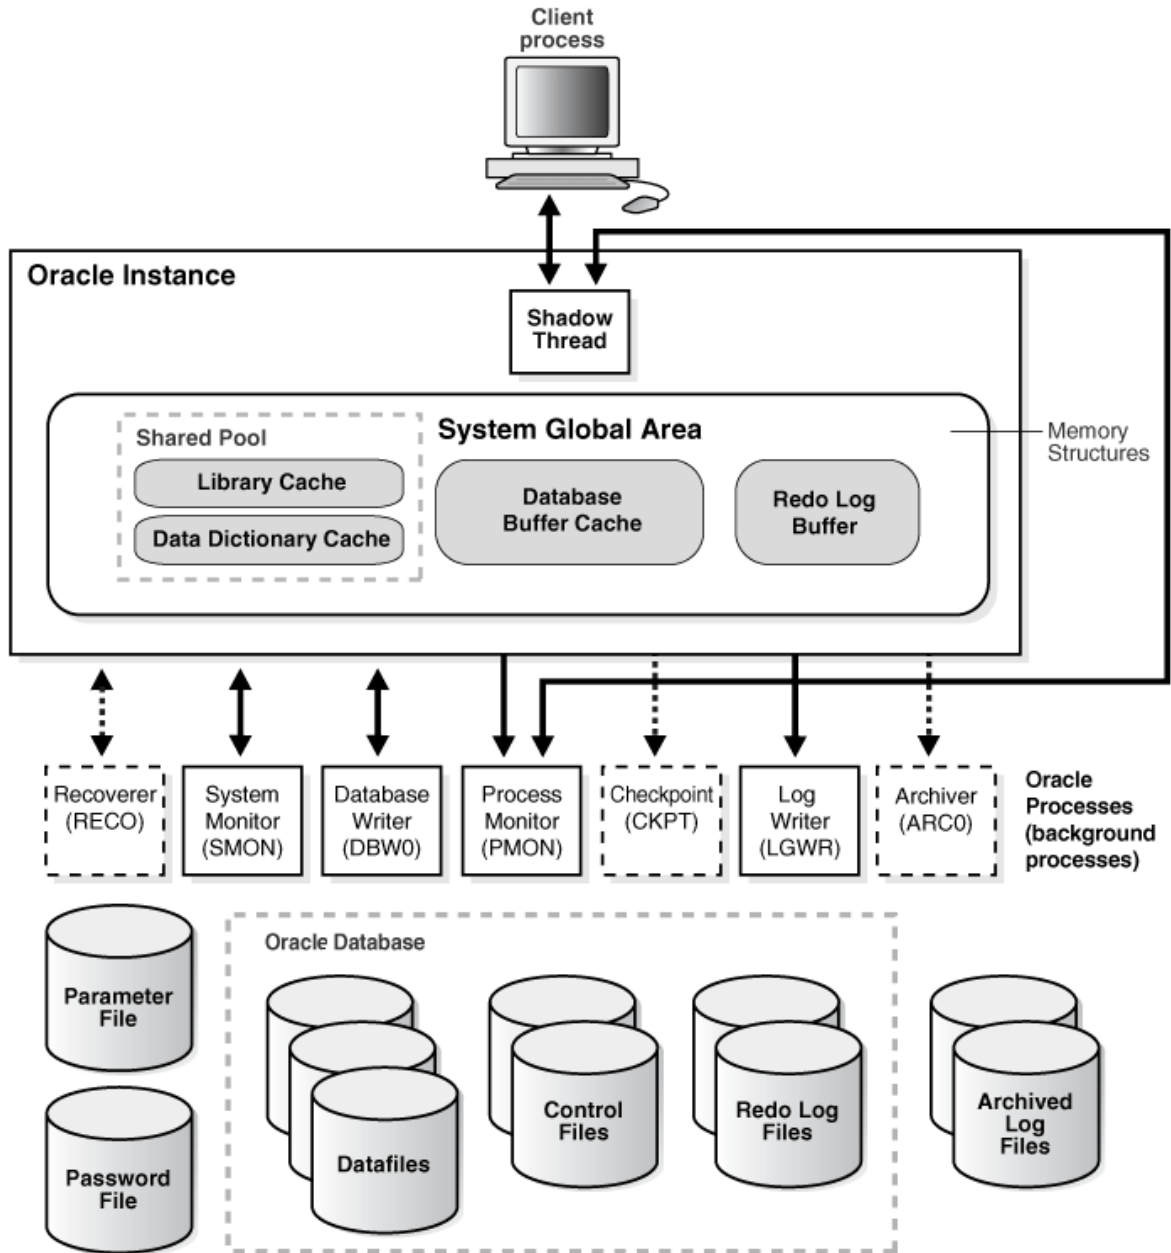 Client
process
Oracle Instance
Shadow
Thread
System Global Area
Shared Pool
Library Cache
Data Dictionary Cache
Database
Buffer Cache
Redo Log
Buffer
Memory
Structures
Recoverer
(RECO)
System
Monitor
(SMON)
Database
Writer
(DBW0)
Process
Monitor
(PMON)
Checkpoint
(CKPT)
Log
Writer
(LGWR)
Archiver
(ARC0)
Oracle
Processes
(background
processes)
Parameter
File
Password
File
Oracle Database
Datafiles
Control
Files
Redo Log
Files
Archived
Log
Files